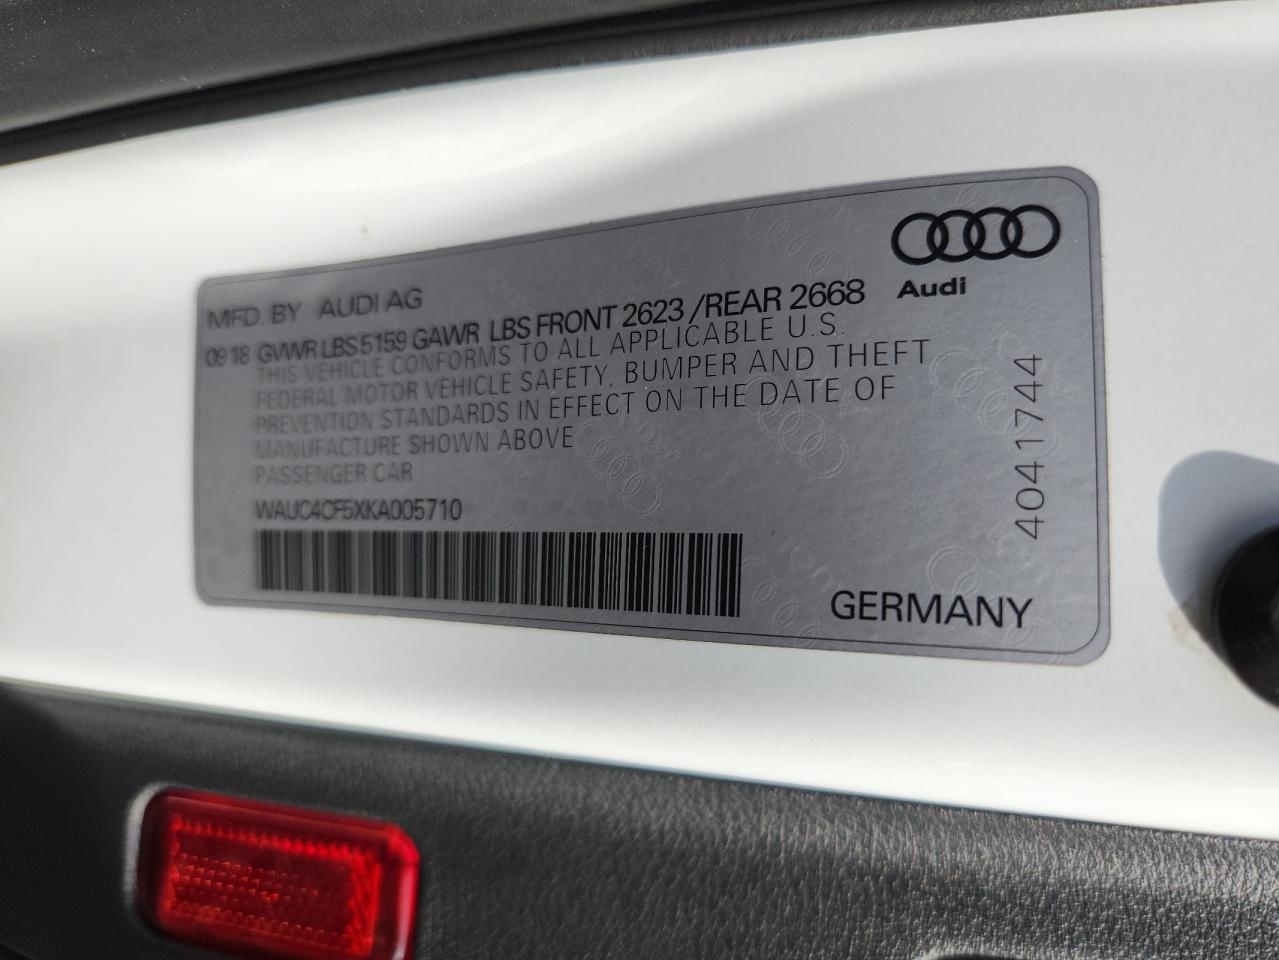 MFD. BY AUDI AG
09 18 GVWR LBS 5159 GAWR LBS FRONT 2623 /REAR 2668
THIS VEHICLE CONFORMS TO ALL APPLICABLE U.S.
FEDERAL MOTOR VEHICLE SAFETY, BUMPER AND THEFT
PREVENTION STANDARDS IN EFFECT ON THE DATE OF
MANUFACTURE SHOWN ABOVE
PASSENGER CAR
WAUC4CF5XKA005710
Audi
4041744
GERMANY